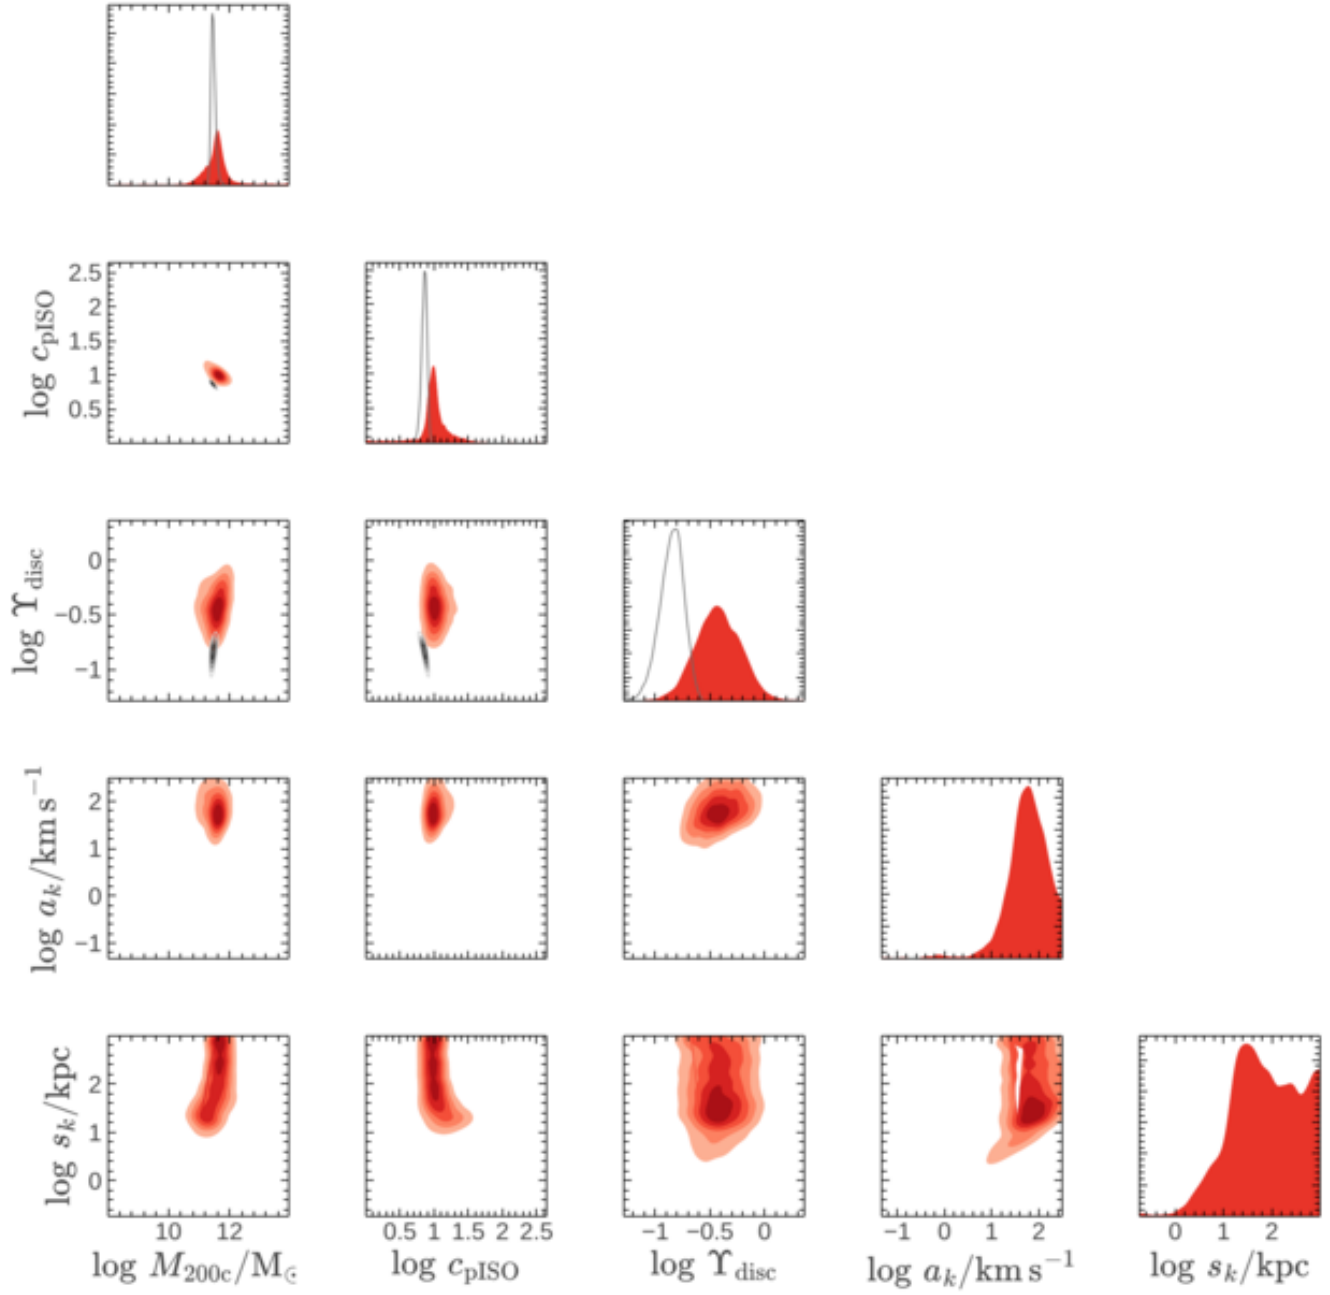 log c_pISO
2.5
2
1.5
1
0.5
log ϒ_disc
0
−0.5
−1
log a_k/km s⁻¹
2
1
0
−1
log s_k/kpc
2
1
0
10 12
0.5 1 1.5 2 2.5
−1 −0.5 0
−1 0 1 2
0 1 2
log M_200c/M_⊙
log c_pISO
log ϒ_disc
log a_k/km s⁻¹
log s_k/kpc